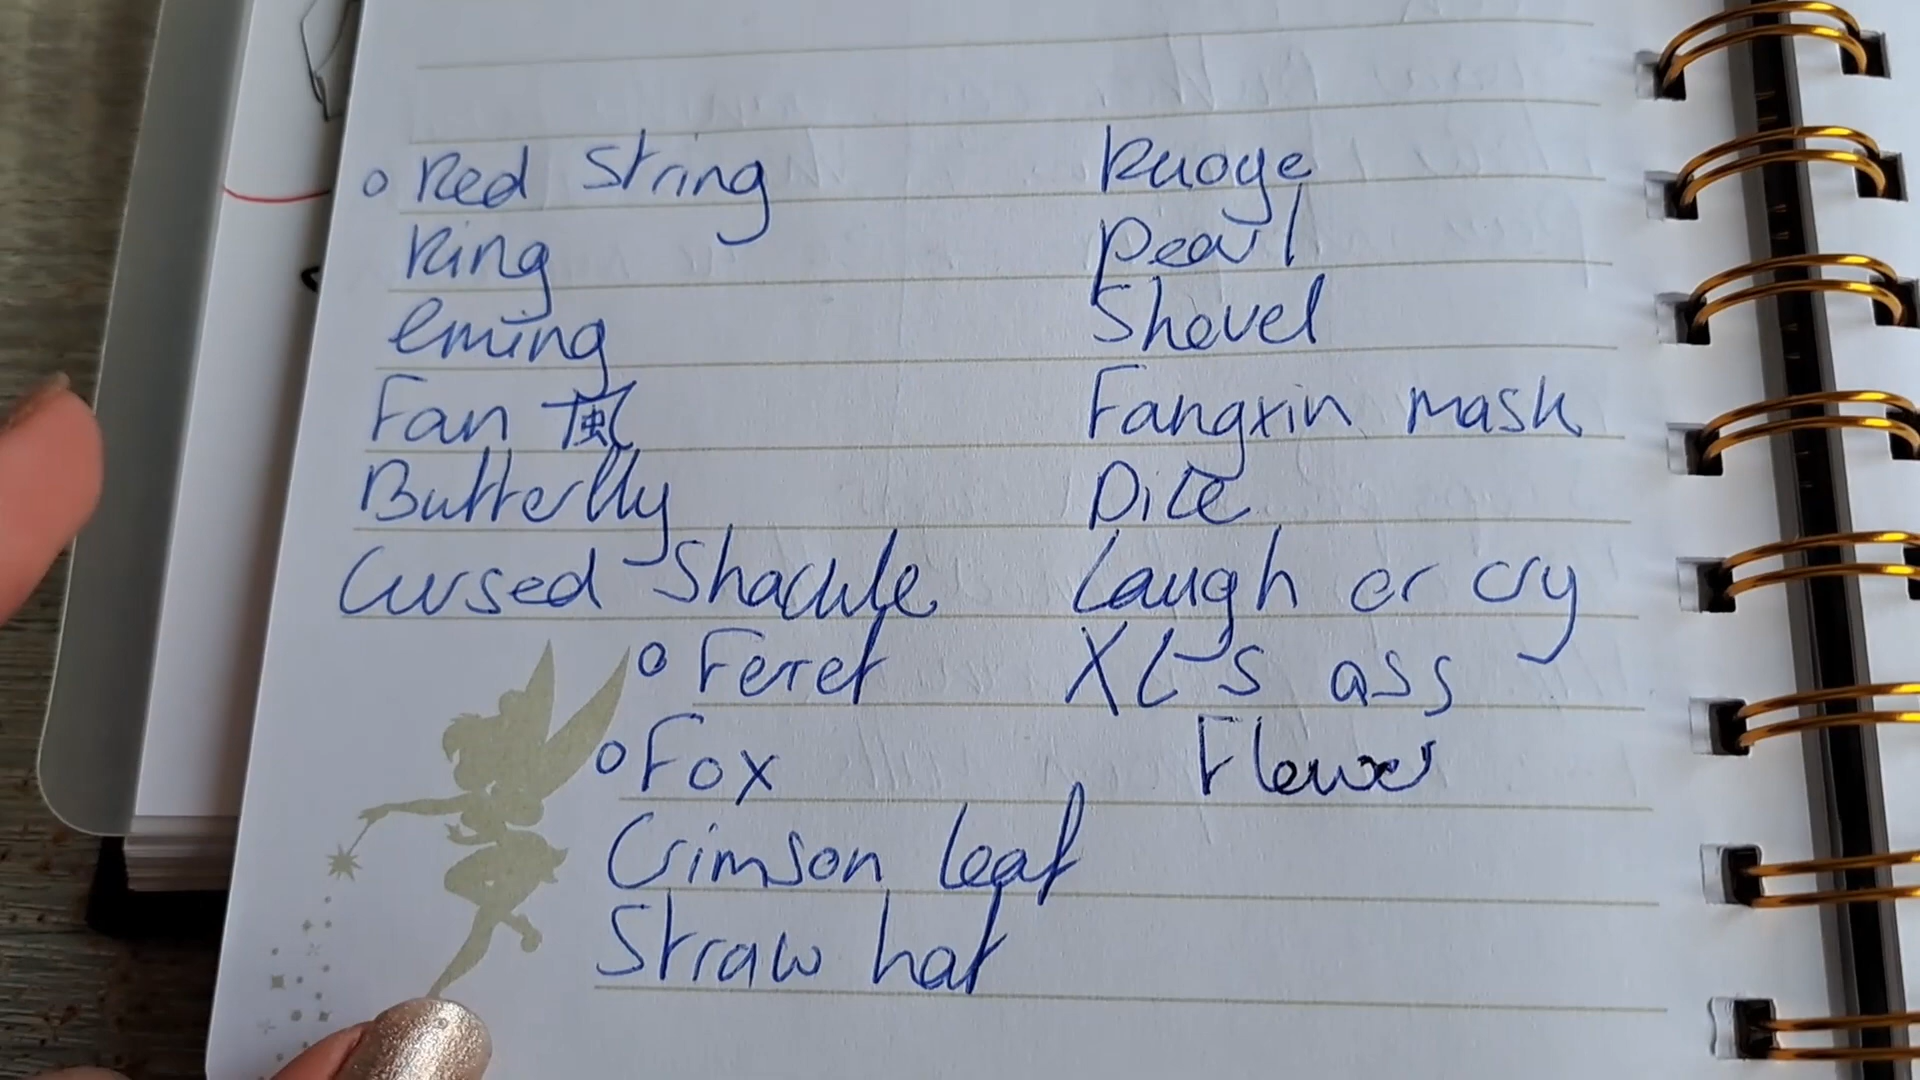 Red String
Ring
eming
Fan 風
Butterfly
Cursed Shackle
Ferret
Fox
Crimson leaf
Straw hat
Ruoye
pearl
Shovel
Fangxin mask
Dice
Laugh or cry
XL's ass
Flower